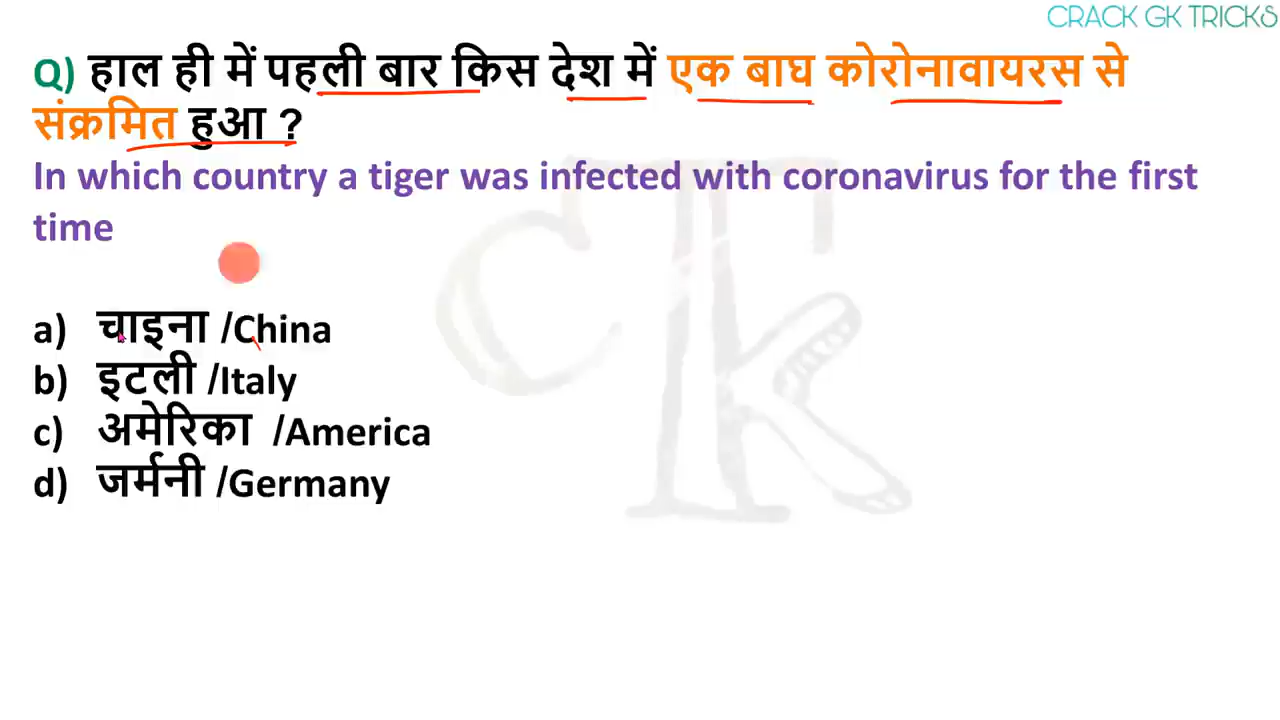 CRACK GK TRICKS
Q) हाल ही में पहली बार किस देश में एक बाघ कोरोनावायरस से
संक्रमित हुआ ?
In which country a tiger was infected with coronavirus for the first
time
a) चाइना /China
b) इटली /Italy
c) अमेरिका /America
d) जर्मनी /Germany
CTk